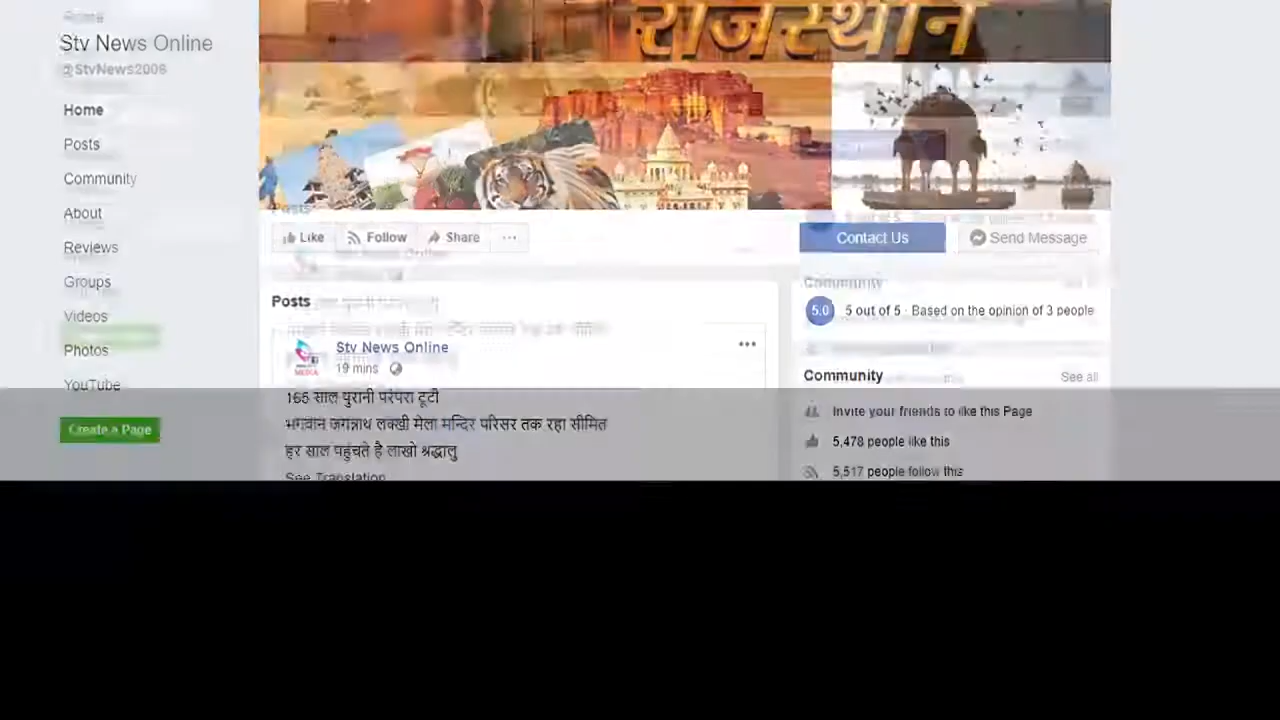 राजस्थान
Stv News Online
@StvNews2006
Home
Posts
Community
About
Reviews
Groups
Videos
Photos
YouTube
Create a Page
Like
Follow
Share
Contact Us
Send Message
Posts
Stv News Online
19 mins
165 साल पुरानी परंपरा टूटी
भगवान जगन्नाथ लक्खी मेला मन्दिर परिसर तक रहा सीमित
हर साल पहुंचते है लाखो श्रद्धालु
See Translation
5.0
5 out of 5 · Based on the opinion of 3 people
Community
See all
Invite your friends to like this Page
5,478 people like this
5,517 people follow this